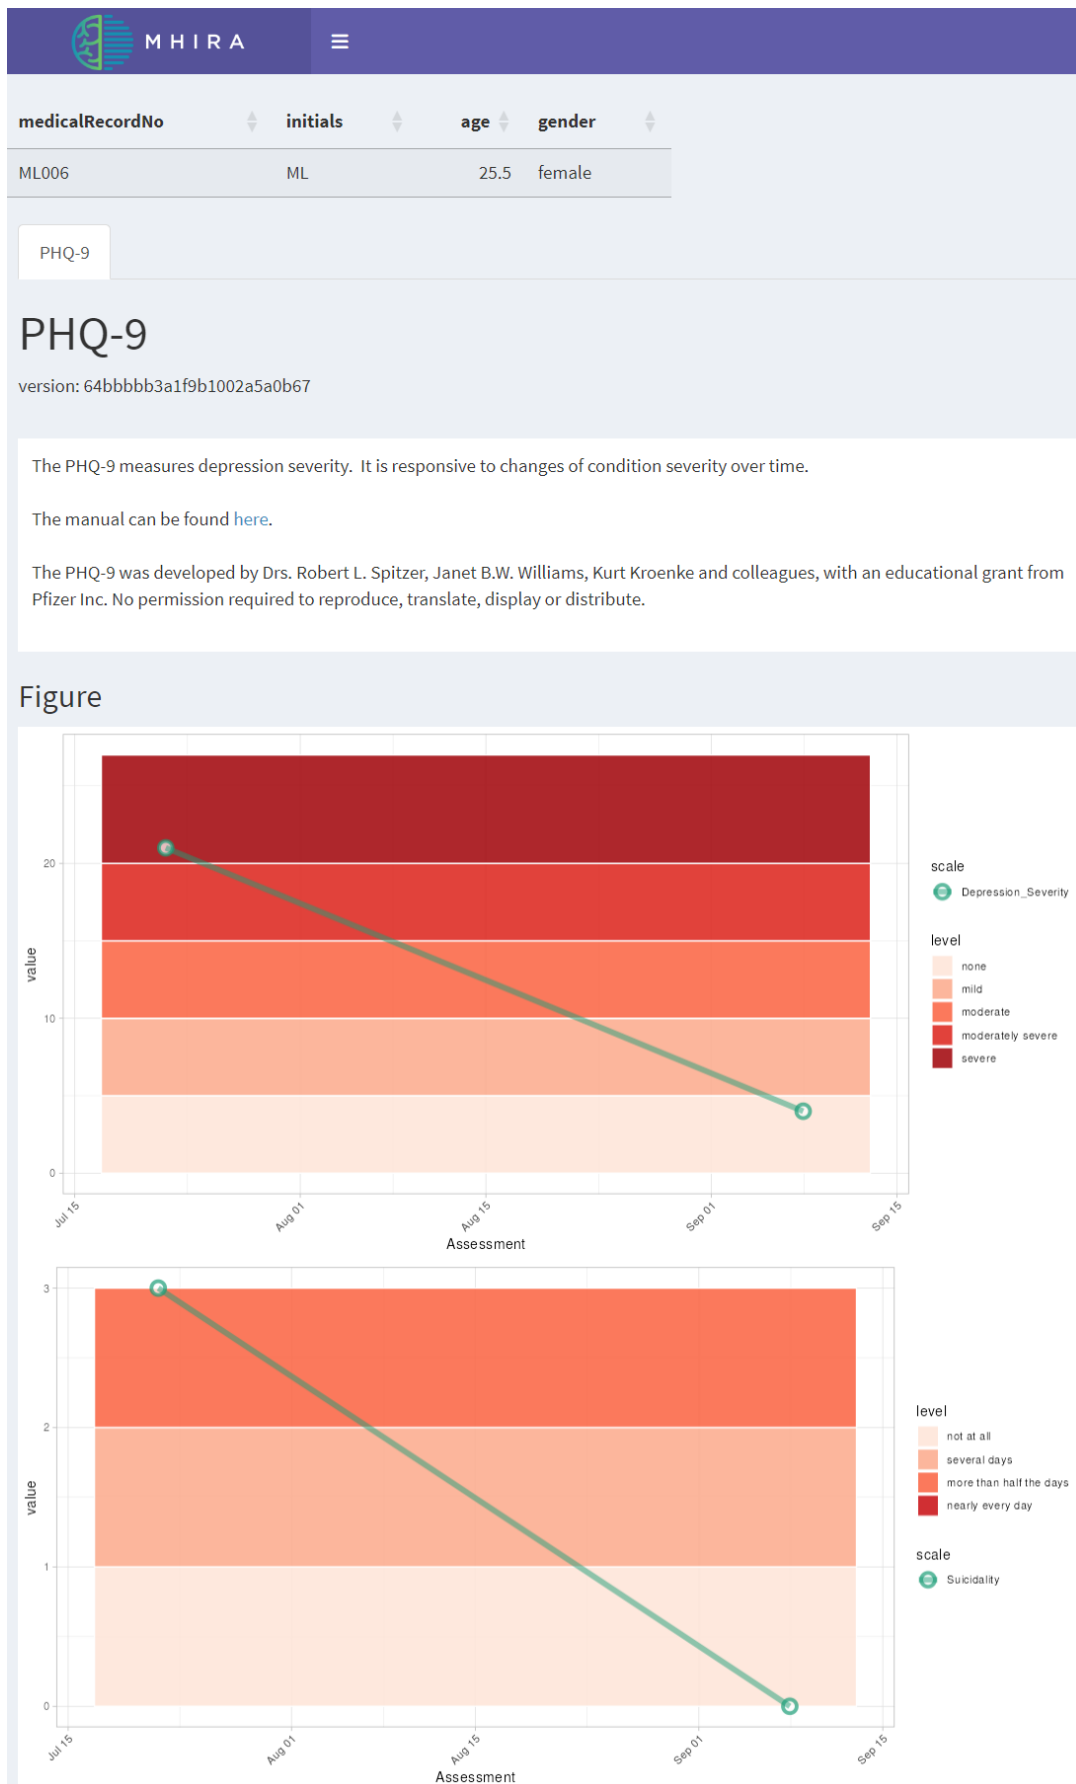 MHIRA
medicalRecordNo initials age gender
ML006 ML 25.5 female
PHQ-9
PHQ-9
version: 64bbbbb3a1f9b1002a5a0b67
The PHQ-9 measures depression severity. It is responsive to changes of condition severity over time.
The manual can be found here.
The PHQ-9 was developed by Drs. Robert L. Spitzer, Janet B.W. Williams, Kurt Kroenke and colleagues, with an educational grant from
Pfizer Inc. No permission required to reproduce, translate, display or distribute.
Figure
20
10
0
value
Jul 15 Aug 01 Aug 15 Sep 01 Sep 15
Assessment
scale
Depression_Severity
level
none
mild
moderate
moderately severe
severe
3
2
1
0
value
Jul 15 Aug 01 Aug 15 Sep 01 Sep 15
Assessment
level
not at all
several days
more than half the days
nearly every day
scale
Suicidality